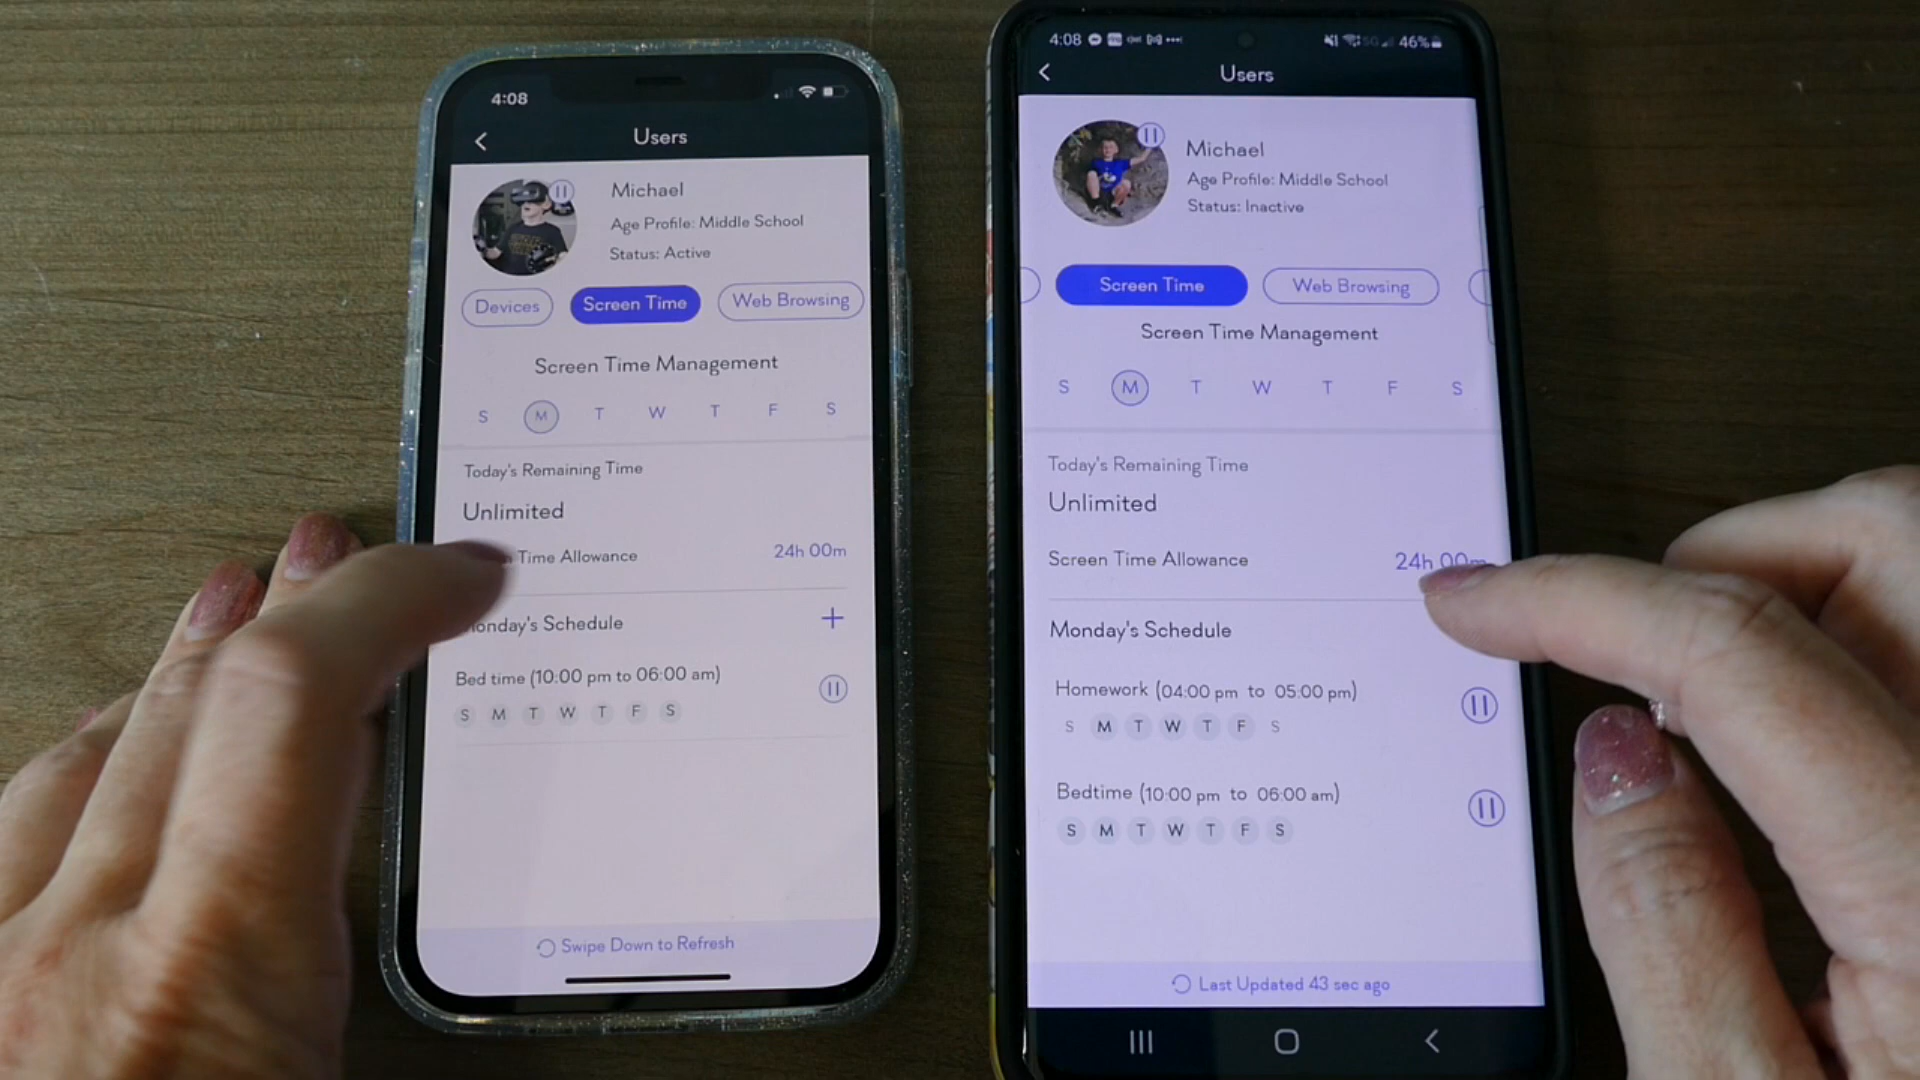 4:08
Users
Michael
Age Profile: Middle School
Status: Active
Devices
Screen Time
Web Browsing
Screen Time Management
S M T W T F S
Today's Remaining Time
Unlimited
Time Allowance
24h 00m
Monday's Schedule
Bed time (10:00 pm to 06:00 am)
S M T W T F S
Swipe Down to Refresh
4:08
46%
Users
Michael
Age Profile: Middle School
Status: Inactive
Screen Time
Web Browsing
Screen Time Management
S M T W T F S
Today's Remaining Time
Unlimited
Screen Time Allowance
24h 00m
Monday's Schedule
Homework (04:00 pm to 05:00 pm)
S M T W T F S
Bedtime (10:00 pm to 06:00 am)
S M T W T F S
Last Updated 43 sec ago